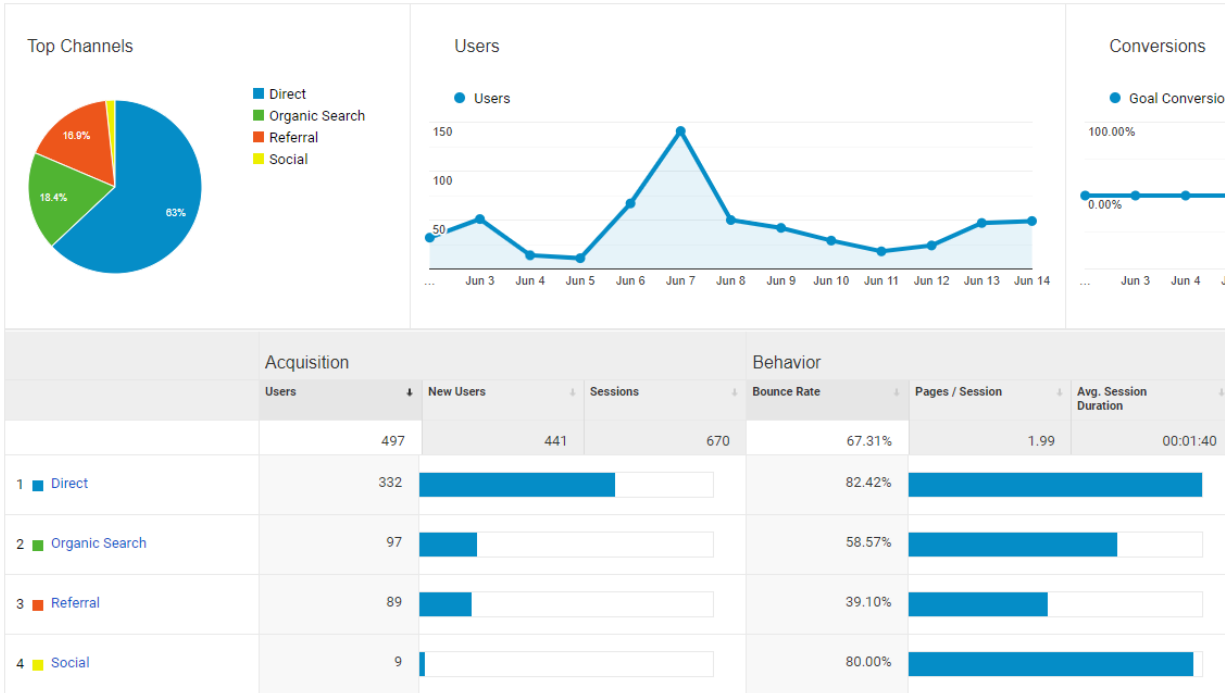 Top Channels
Direct
Organic Search
Referral
Social
63%
18.4%
16.9%
Users
Users
150
100
50
... Jun 3 Jun 4 Jun 5 Jun 6 Jun 7 Jun 8 Jun 9 Jun 10 Jun 11 Jun 12 Jun 13 Jun 14
Conversions
Goal Conversio
100.00%
0.00%
... Jun 3 Jun 4 J
Acquisition Behavior
Users New Users Sessions Bounce Rate Pages / Session Avg. Session Duration
497 441 670 67.31% 1.99 00:01:40
1 Direct 332 82.42%
2 Organic Search 97 58.57%
3 Referral 89 39.10%
4 Social 9 80.00%